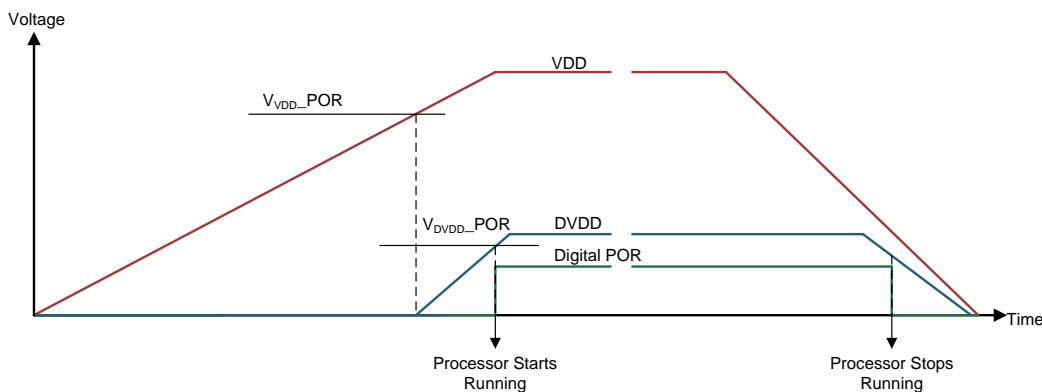 Voltage
VDD
VVDD_POR
VDVDD_POR
DVDD
Digital POR
Time
Processor Starts
Running
Processor Stops
Running